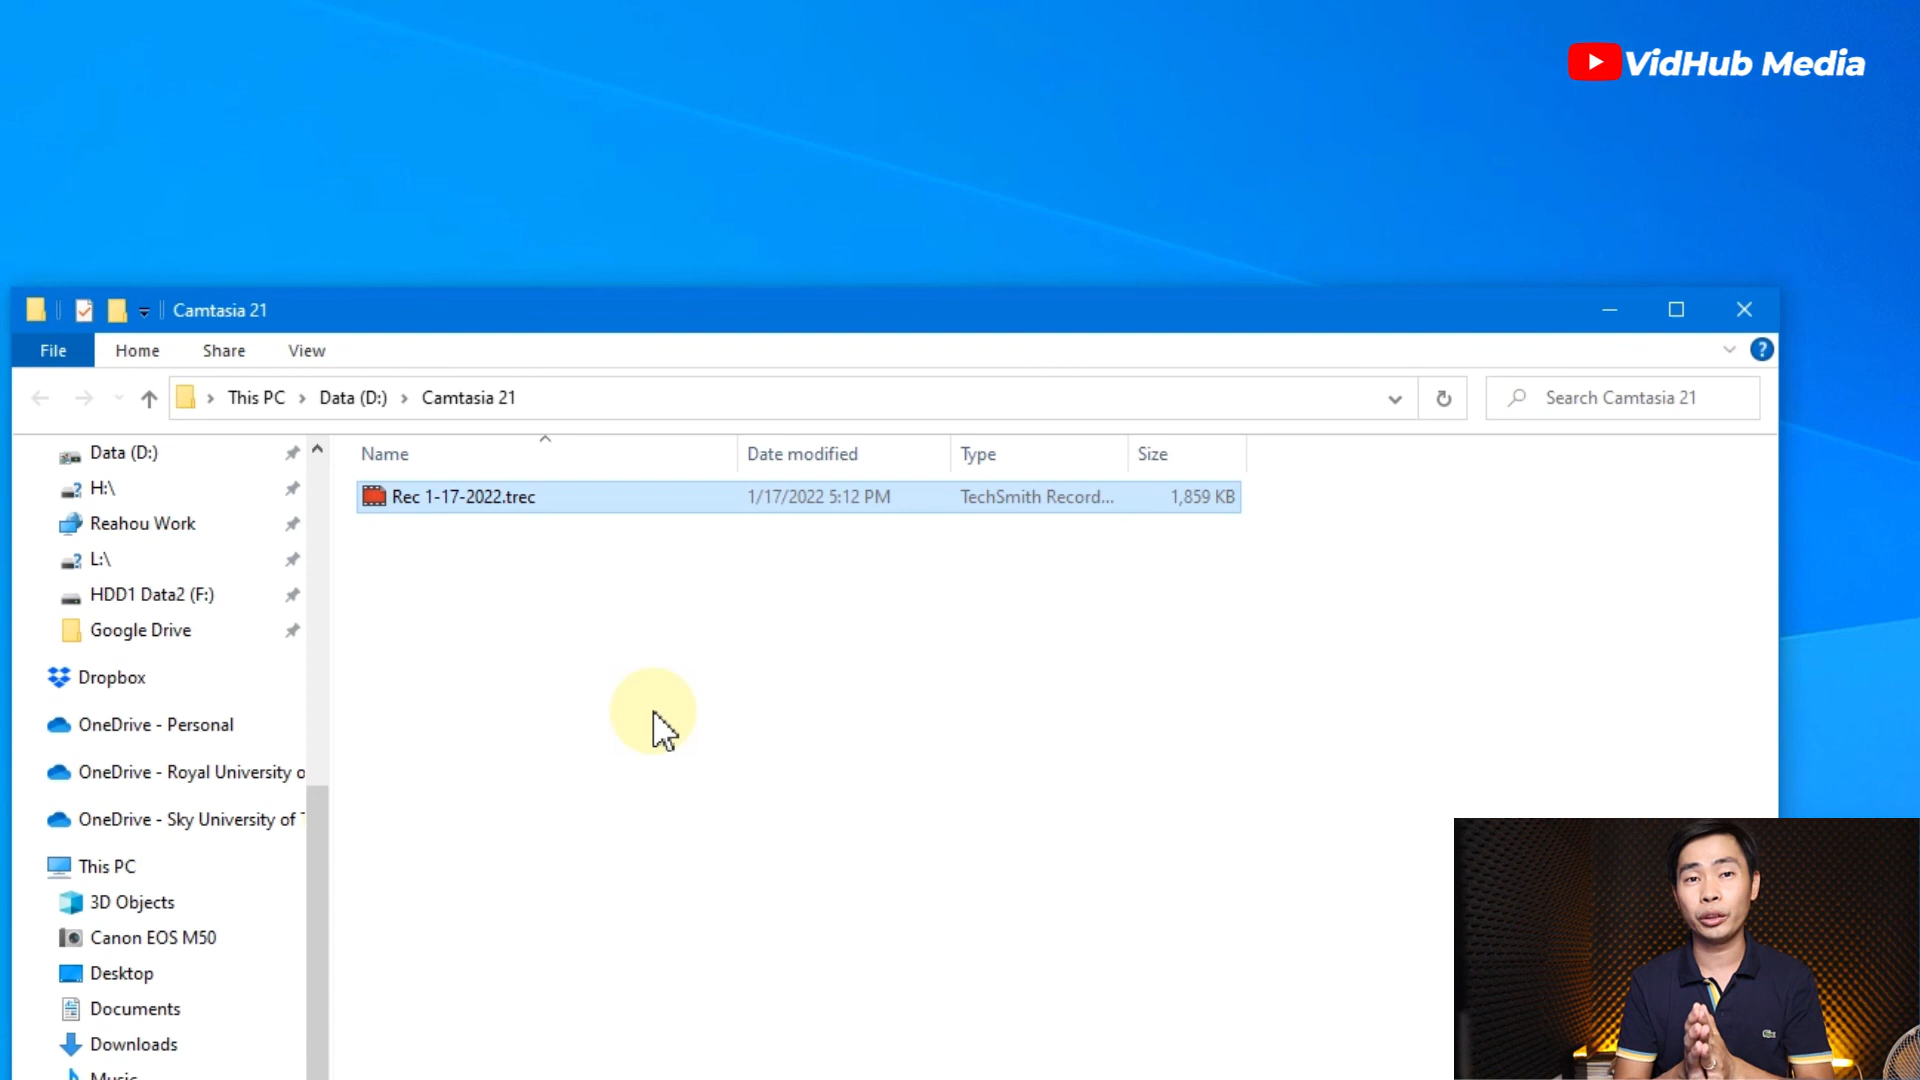 VidHub Media
Camtasia 21
File Home Share View
This PC > Data (D:) > Camtasia 21
Search Camtasia 21
Name Date modified Type Size
Rec 1-17-2022.trec 1/17/2022 5:12 PM TechSmith Record... 1,859 KB
Data (D:)
H:\
Reahou Work
L:\
HDD1 Data2 (F:)
Google Drive
Dropbox
OneDrive - Personal
OneDrive - Royal University o
OneDrive - Sky University of
This PC
3D Objects
Canon EOS M50
Desktop
Documents
Downloads
Music